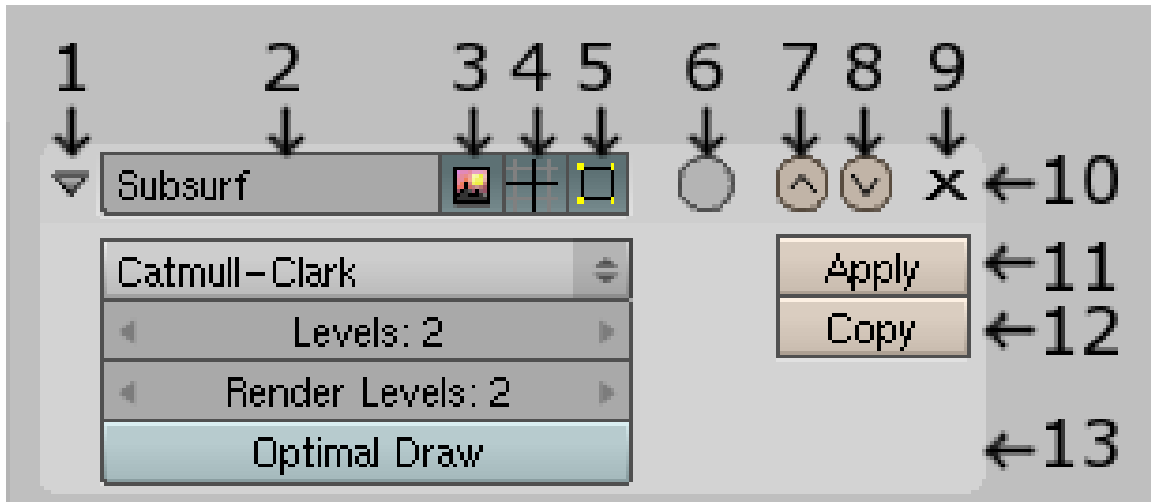 1 2 3 4 5 6 7 8 9
Subsurf 10
Catmull-Clark Apply 11
Levels: 2 Copy 12
Render Levels: 2
Optimal Draw 13